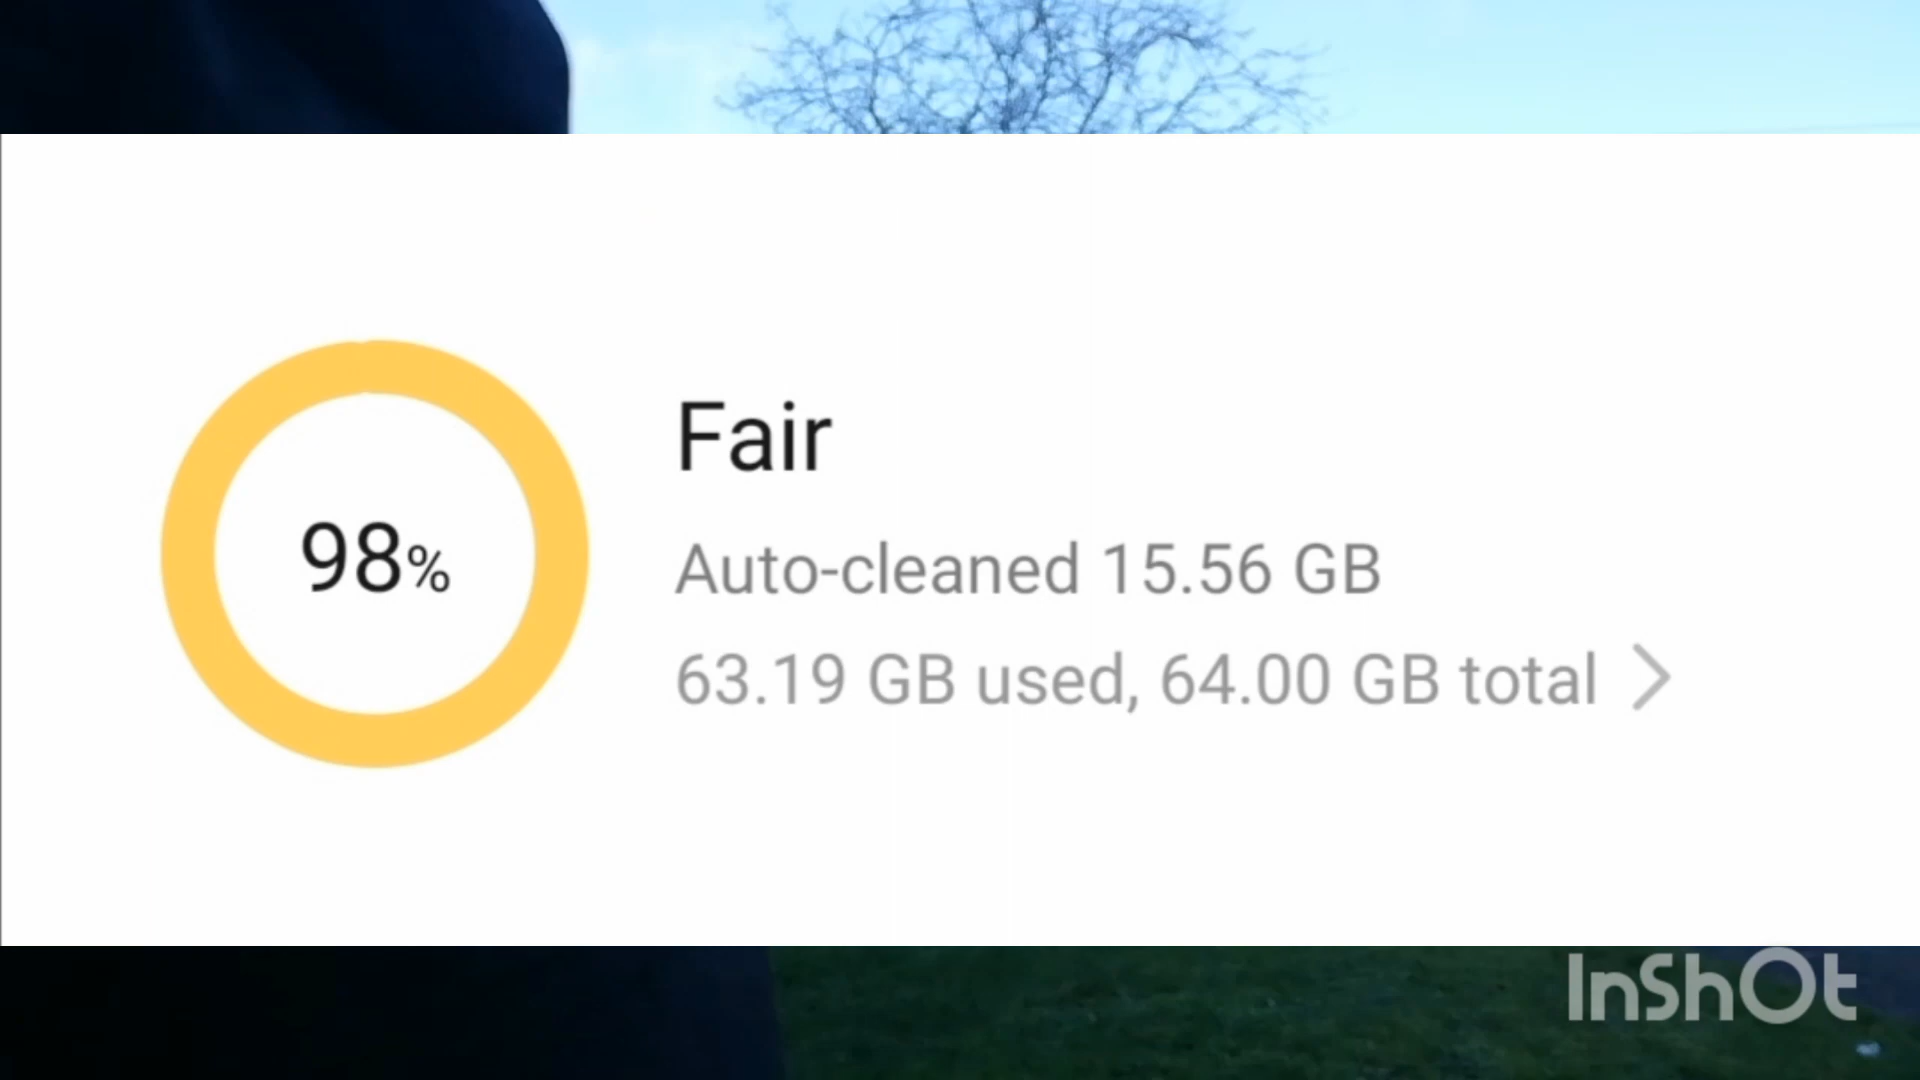 Fair
98%
Auto-cleaned 15.56 GB
63.19 GB used, 64.00 GB total
InShOt